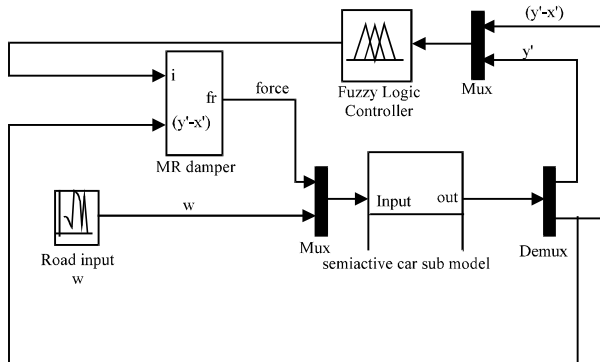 (y'-x')
y'
Mux
Fuzzy Logic
Controller
i
fr
(y'-x')
MR damper
force
Road input
w
w
Mux
Input
out
semiactive car sub model
Demux